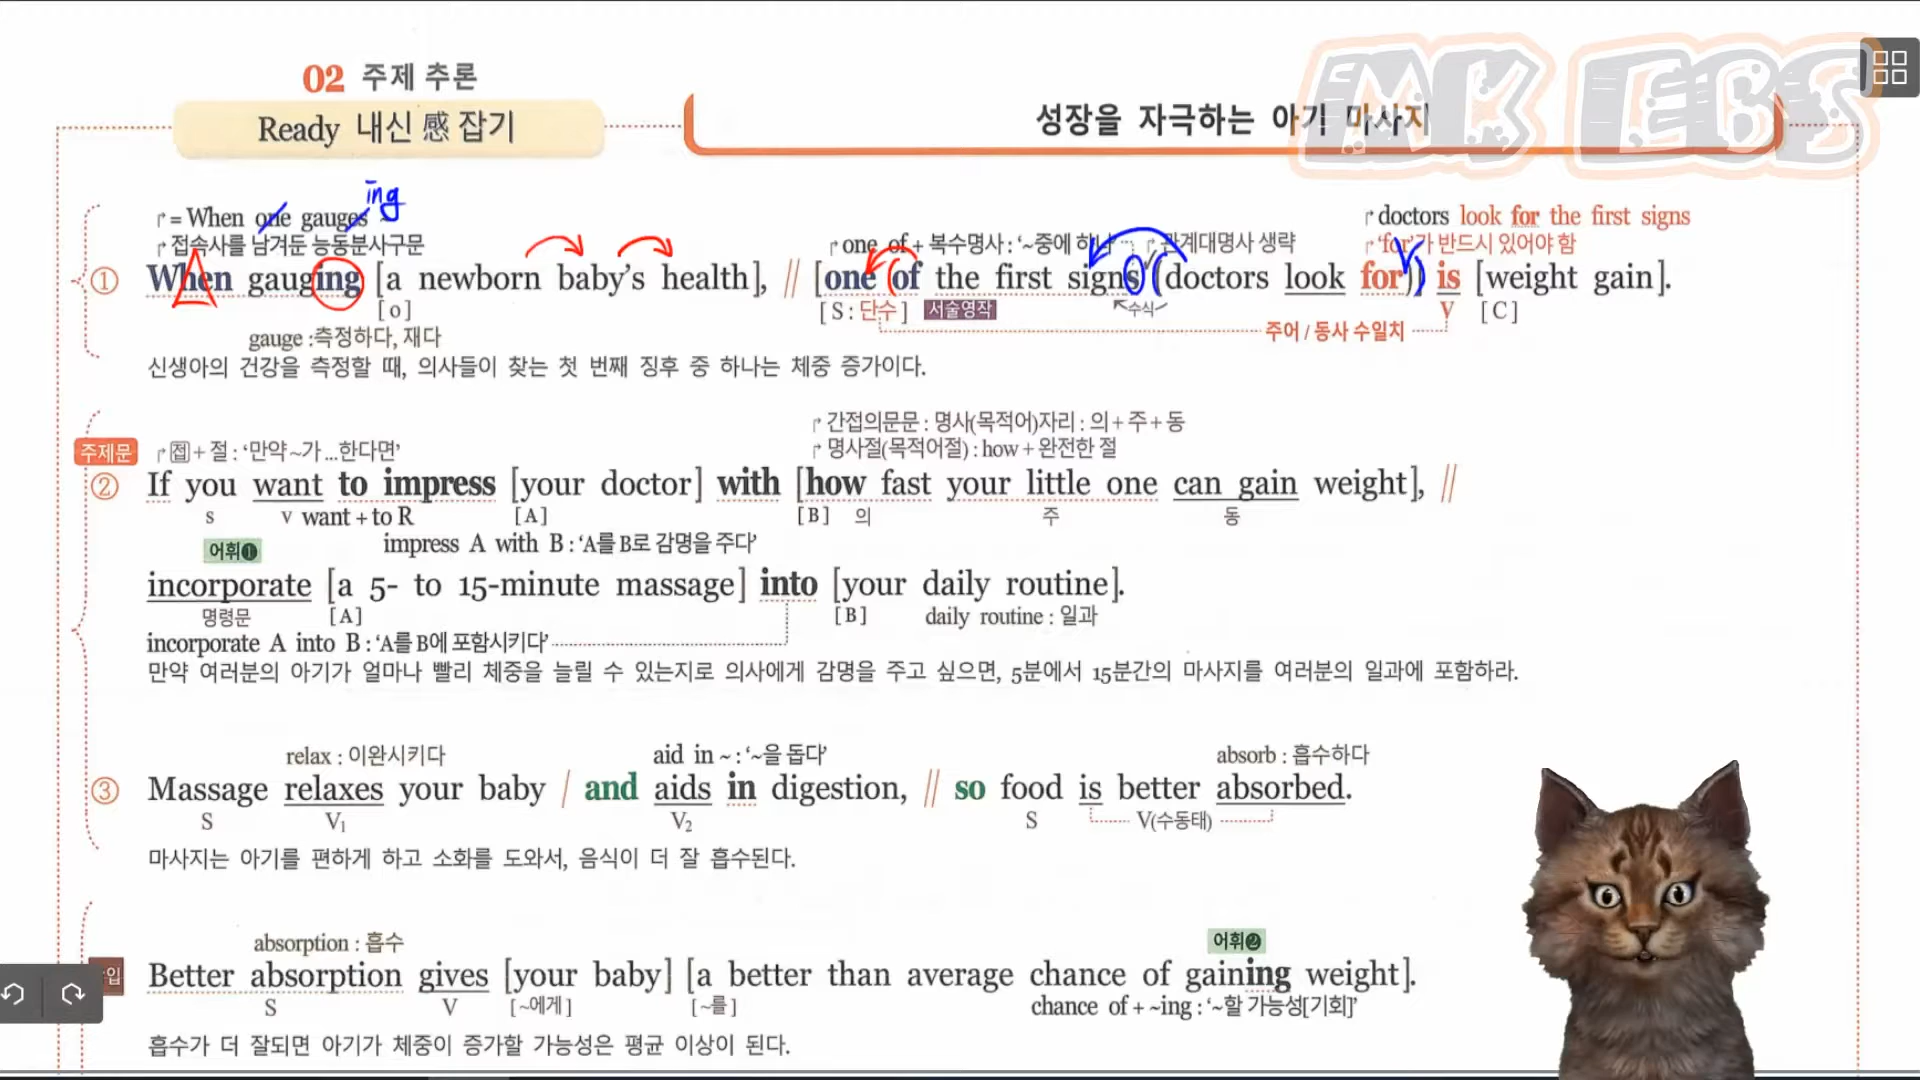 MK EBS
02 주제 추론
Ready 내신 感 잡기
성장을 자극하는 아기 마사지
ing
↱= When one gauges ~
↱접속사를 남겨둔 능동분사구문
↱one of + 복수명사 : ‘~중에 하나’
↱관계대명사 생략
↱doctors look for the first signs
↱‘for’가 반드시 있어야 함
① When gauging [a newborn baby’s health], // [one of the first signs (doctors look for)] is [weight gain].
[ o ]
[ S : 단수 ] 서술영작
수식
V
[ C ]
주어 / 동사 수일치
gauge :측정하다, 재다
신생아의 건강을 측정할 때, 의사들이 찾는 첫 번째 징후 중 하나는 체중 증가이다.
↱간접의문문 : 명사(목적어)자리 : 의 + 주 + 동
주제문
↱접 + 절 : ‘만약 ~가 ...한다면’
↱명사절(목적어절) : how + 완전한 절
② If you want to impress [your doctor] with [how fast your little one can gain weight], //
s v want + to R [ A ] [ B ] 의 주 동
어휘❶ impress A with B : ‘A를 B로 감명을 주다’
incorporate [a 5- to 15-minute massage] into [your daily routine].
명령문 [ A ] [ B ] daily routine : 일과
incorporate A into B : ‘A를 B에 포함시키다’
만약 여러분의 아기가 얼마나 빨리 체중을 늘릴 수 있는지로 의사에게 감명을 주고 싶으면, 5분에서 15분간의 마사지를 여러분의 일과에 포함하라.
relax : 이완시키다 aid in ~ : ‘~을 돕다’ absorb : 흡수하다
③ Massage relaxes your baby / and aids in digestion, // so food is better absorbed.
S V₁ V₂ S V(수동태)
마사지는 아기를 편하게 하고 소화를 도와서, 음식이 더 잘 흡수된다.
absorption : 흡수 어휘❷
입 Better absorption gives [your baby] [a better than average chance of gaining weight].
S V [ ~에게 ] [ ~를 ] chance of + ~ing : ‘~할 가능성[기회]’
흡수가 더 잘되면 아기가 체중이 증가할 가능성은 평균 이상이 된다.